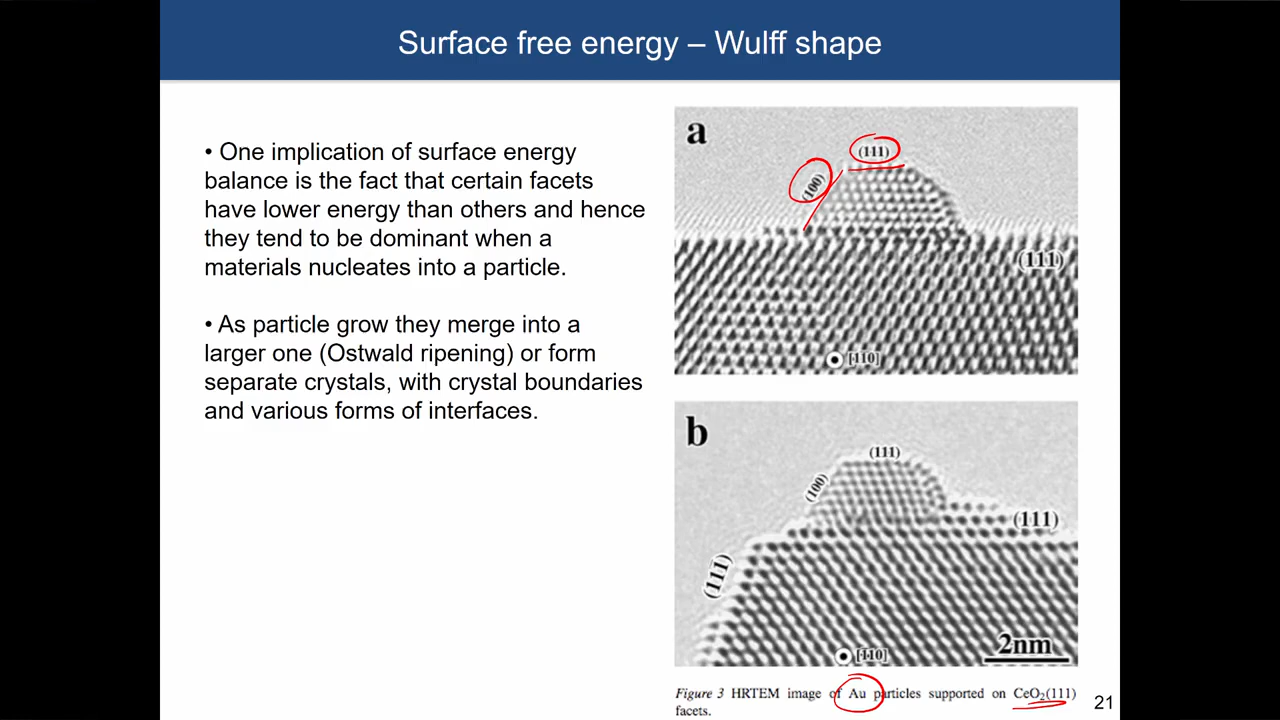 Surface free energy – Wulff shape
• One implication of surface energy
balance is the fact that certain facets
have lower energy than others and hence
they tend to be dominant when a
materials nucleates into a particle.
• As particle grow they merge into a
larger one (Ostwald ripening) or form
separate crystals, with crystal boundaries
and various forms of interfaces.
a
(111)
(100)
(111)
[110]
b
(111)
(100)
(111)
(111)
2nm
[110]
Figure 3 HRTEM image of Au particles supported on CeO₂(111)
facets.
21